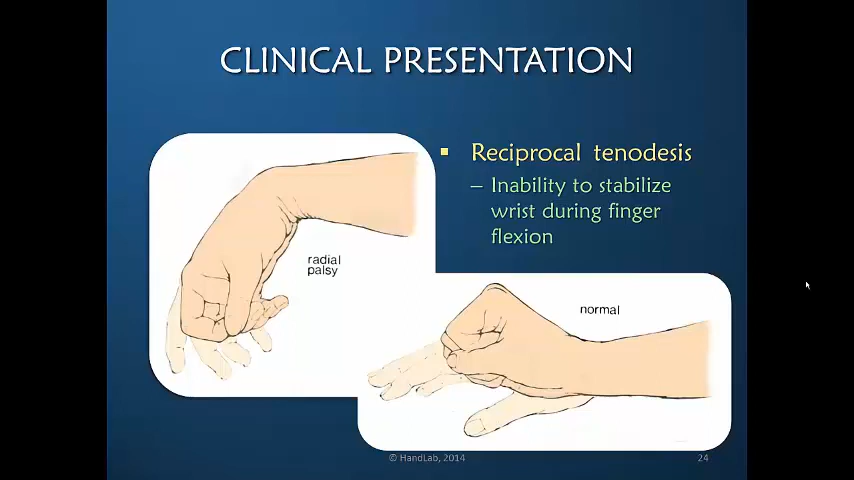 CLINICAL PRESENTATION
▪ Reciprocal tenodesis
– Inability to stabilize
wrist during finger
flexion
radial
palsy
normal
© HandLab, 2014
24